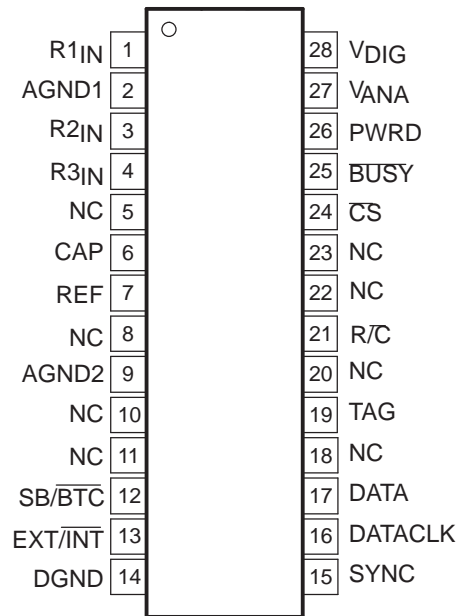 R1IN 1 28 VDIG
AGND1 2 27 VANA
R2IN 3 26 PWRD
R3IN 4 25 BUSY
NC 5 24 CS
CAP 6 23 NC
REF 7 22 NC
NC 8 21 R/C
AGND2 9 20 NC
NC 10 19 TAG
NC 11 18 NC
SB/BTC 12 17 DATA
EXT/INT 13 16 DATACLK
DGND 14 15 SYNC